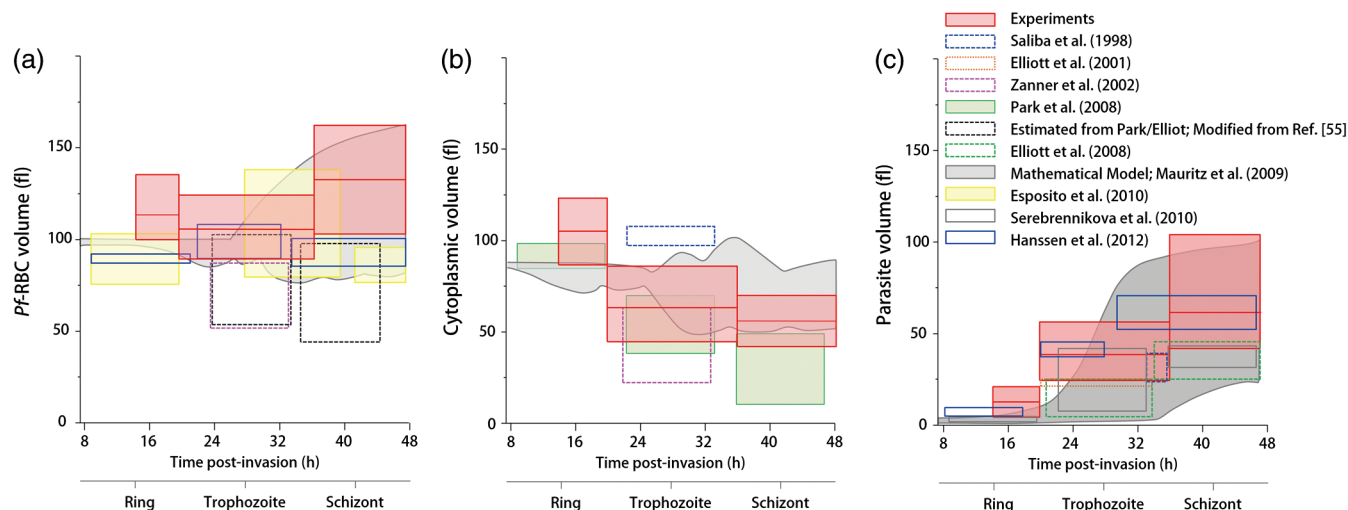 (a)
Pf-RBC volume (fl)
150
100
50
0
8 16 24 32 40 48
Time post-invasion (h)
Ring Trophozoite Schizont
(b)
Cytoplasmic volume (fl)
150
100
50
0
8 16 24 32 40 48
Time post-invasion (h)
Ring Trophozoite Schizont
(c)
Parasite volume (fl)
150
100
50
0
8 16 24 32 40 48
Time post-invasion (h)
Ring Trophozoite Schizont
Experiments
Saliba et al. (1998)
Elliott et al. (2001)
Zanner et al. (2002)
Park et al. (2008)
Estimated from Park/Elliot; Modified from Ref. [55]
Elliott et al. (2008)
Mathematical Model; Mauritz et al. (2009)
Esposito et al. (2010)
Serebrennikova et al. (2010)
Hanssen et al. (2012)